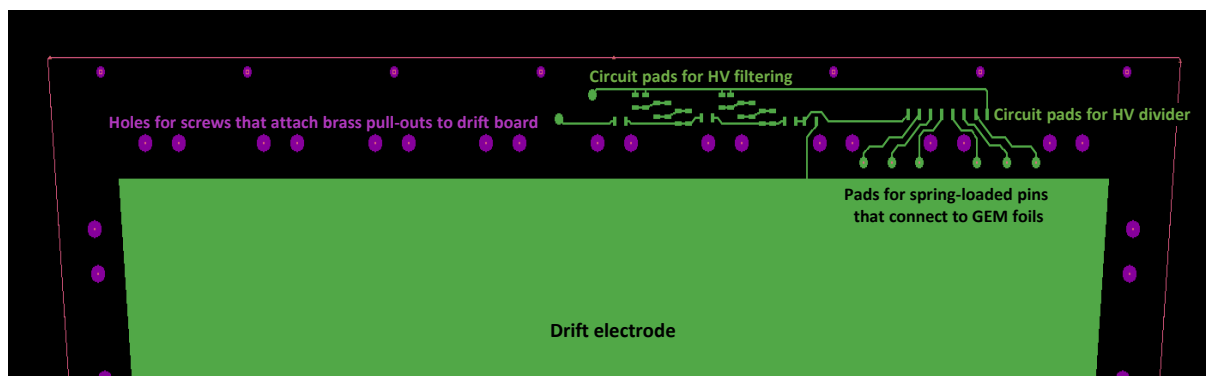 Circuit pads for HV filtering
Holes for screws that attach brass pull-outs to drift board
Circuit pads for HV divider
Pads for spring-loaded pins
that connect to GEM foils
Drift electrode